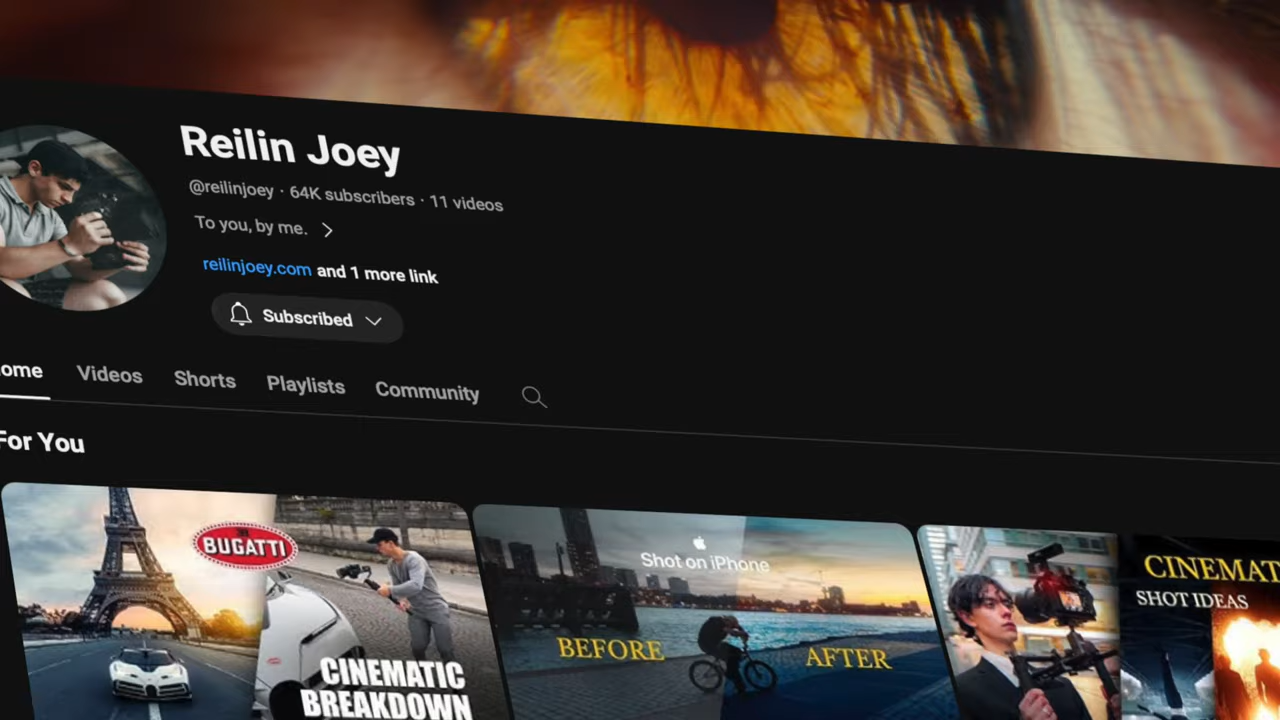 Reilin Joey
@reilinjoey · 64K subscribers · 11 videos
To you, by me.
reilinjoey.com and 1 more link
Subscribed
ome Videos Shorts Playlists Community
For You
BUGATTI
CINEMATIC
BREAKDOWN
Shot on iPhone
BEFORE AFTER
CINEMAT
SHOT IDEAS